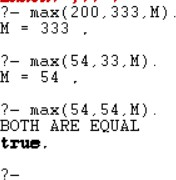 ?- max(200,333,M).
M = 333 .
?- max(54,33,M).
M = 54 .
?- max(54,54,M).
BOTH ARE EQUAL
true.
?-